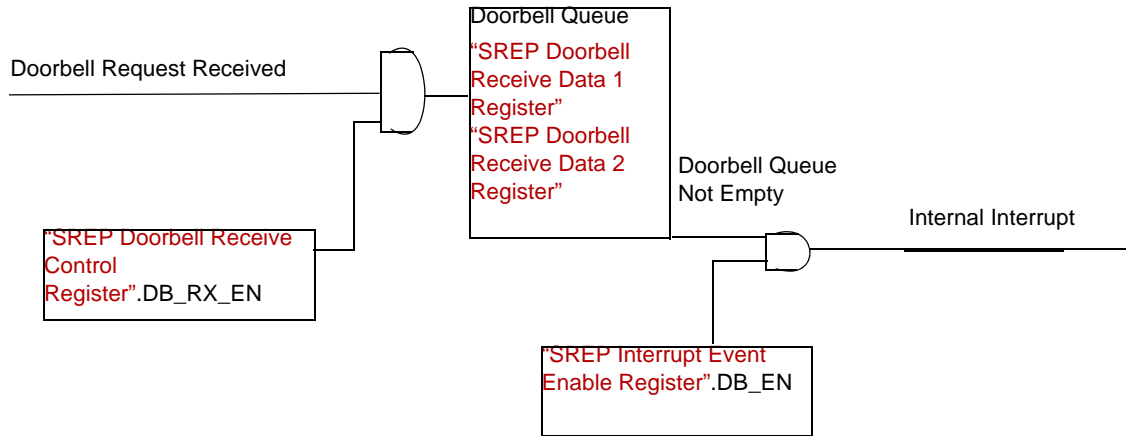 Doorbell Request Received
Doorbell Queue
“SREP Doorbell
Receive Data 1
Register”
“SREP Doorbell
Receive Data 2
Register”
Doorbell Queue
Not Empty
Internal Interrupt
“SREP Doorbell Receive
Control
Register”.DB_RX_EN
“SREP Interrupt Event
Enable Register”.DB_EN